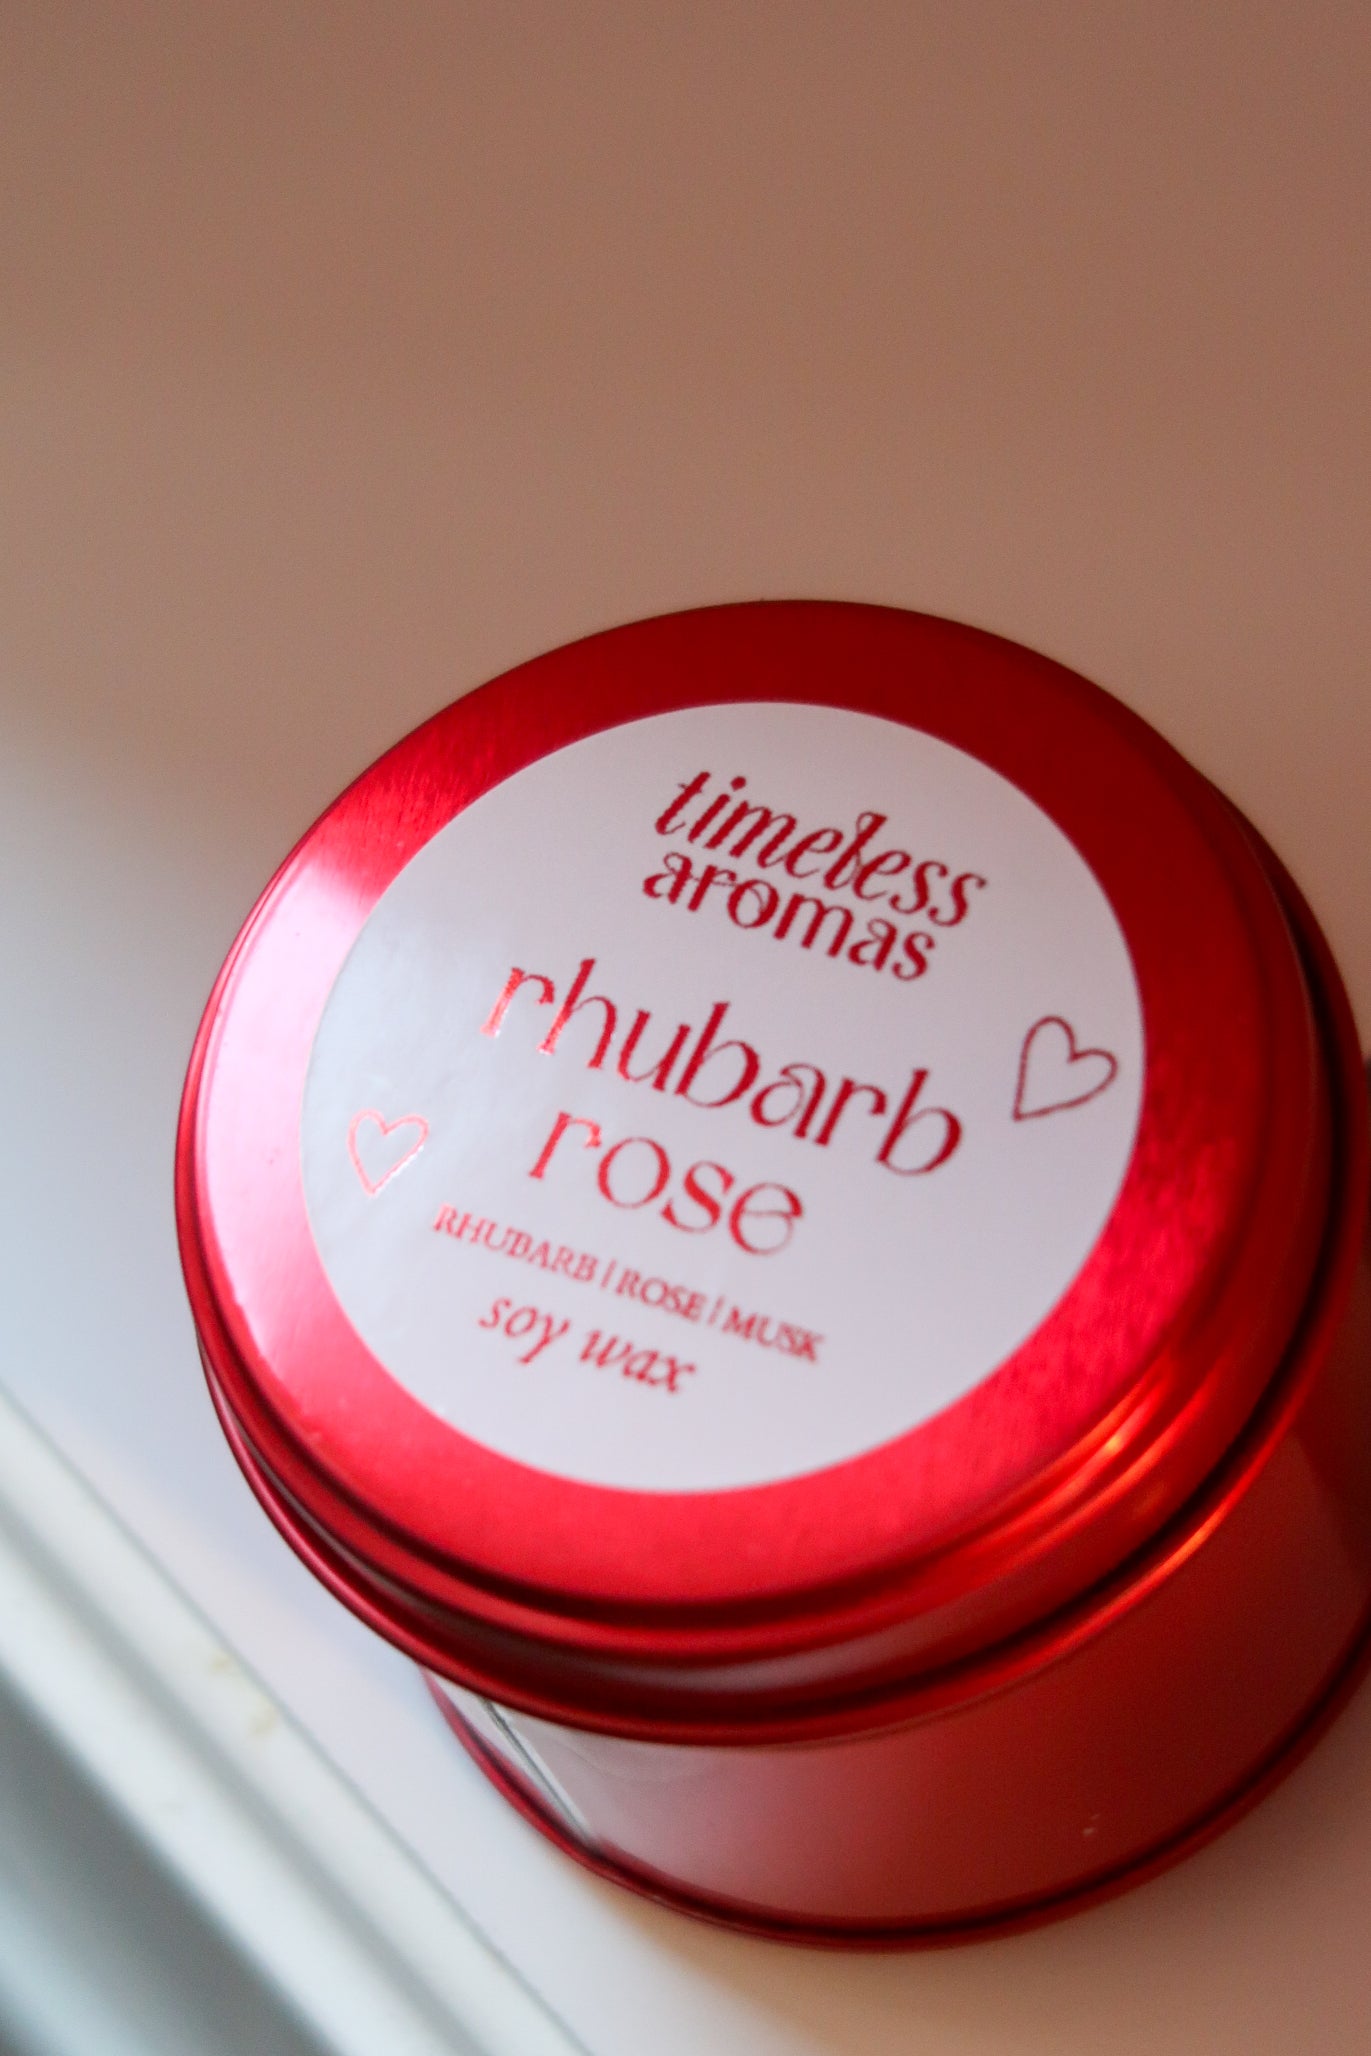 timeless
aromas
rhubarb
rose
RHUBARB | ROSE | MUSK
soy wax